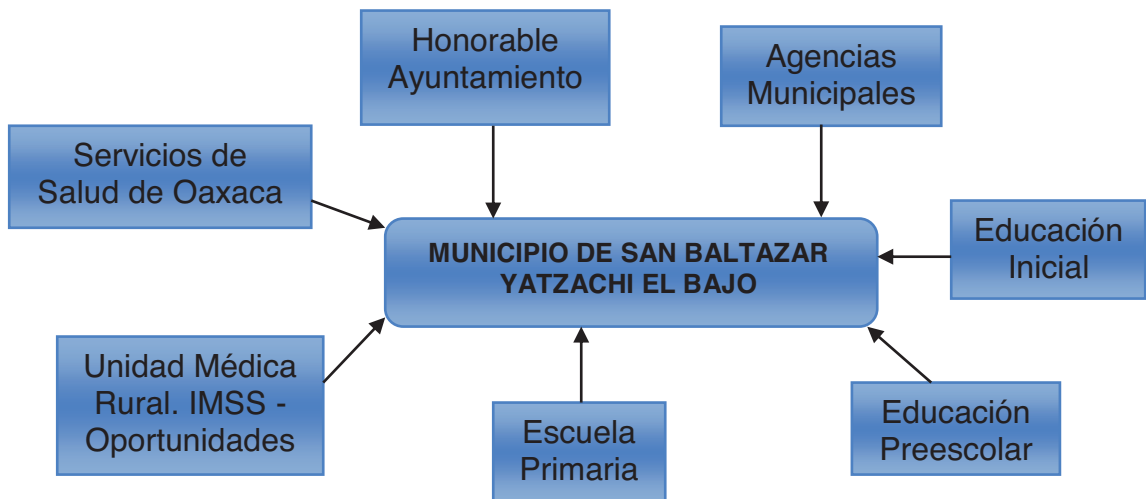 Honorable
Ayuntamiento
Agencias
Municipales
Servicios de
Salud de Oaxaca
MUNICIPIO DE SAN BALTAZAR
YATZACHI EL BAJO
Educación
Inicial
Unidad Médica
Rural. IMSS -
Oportunidades
Escuela
Primaria
Educación
Preescolar